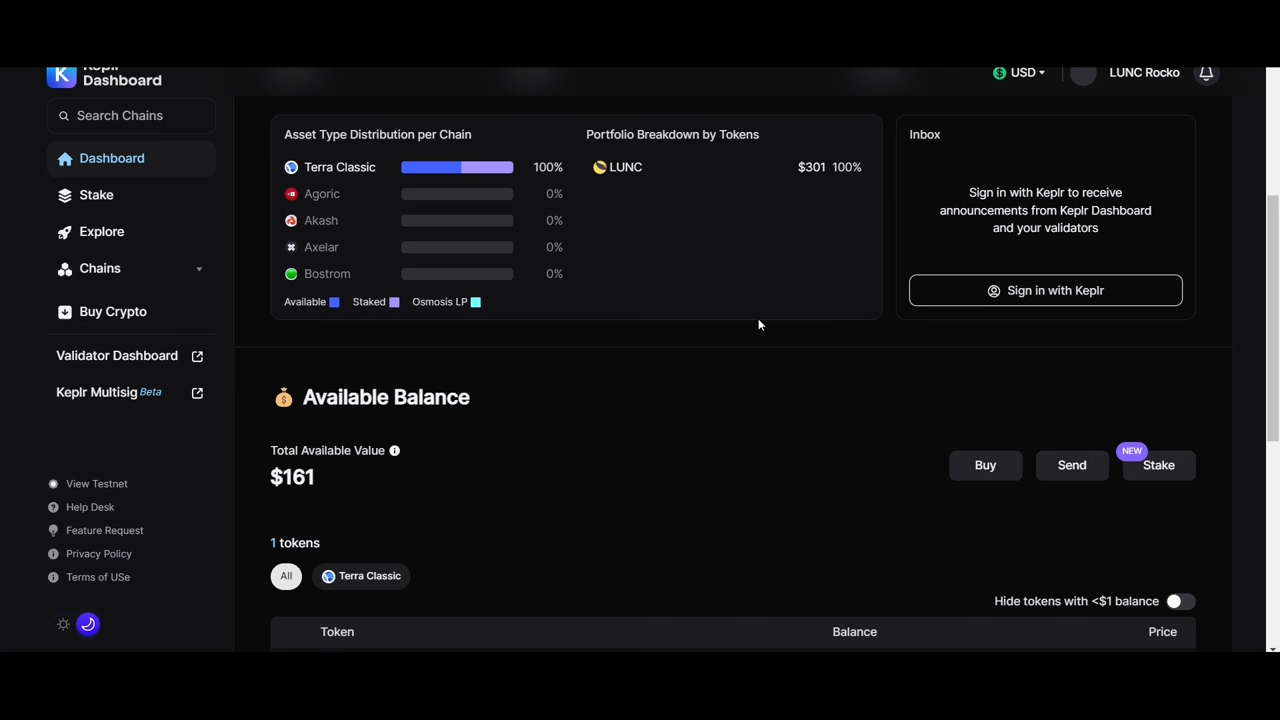 Keplr
Dashboard
USD
LUNC Rocko
Search Chains
Dashboard
Stake
Explore
Chains
Buy Crypto
Validator Dashboard
Keplr Multisig Beta
View Testnet
Help Desk
Feature Request
Privacy Policy
Terms of USe
Asset Type Distribution per Chain
Terra Classic 100%
Agoric 0%
Akash 0%
Axelar 0%
Bostrom 0%
Available Staked Osmosis LP
Portfolio Breakdown by Tokens
LUNC $301 100%
Inbox
Sign in with Keplr to receive
announcements from Keplr Dashboard
and your validators
Sign in with Keplr
Available Balance
Total Available Value
$161
Buy Send Stake
NEW
1 tokens
All Terra Classic
Hide tokens with <$1 balance
Token Balance Price